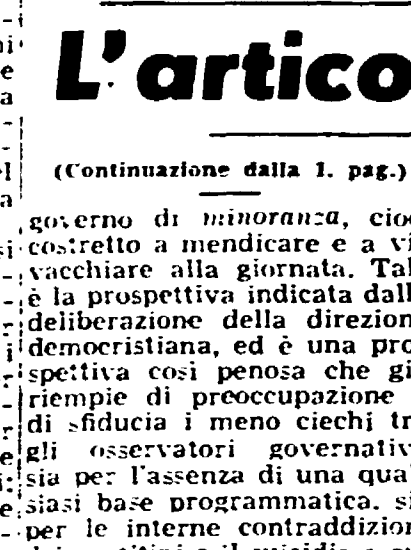 L'artico
(Continuazione dalla 1. pag.)
governo di minoranza, cioè
costretto a mendicare e a vi
vacchiare alla giornata. Tal
è la prospettiva indicata dall
deliberazione della direzion
democristiana, ed è una pro
spettiva così penosa che gi
riempie di preoccupazione
di sfiducia i meno ciechi tr
gli osservatori governativ
sia per l'assenza di una qua
siasi base programmatica, si
per le interne contraddizion